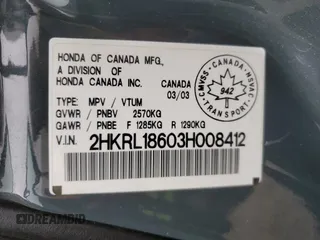 HONDA OF CANADA MFG.,
A DIVISION OF
HONDA CANADA INC.
CANADA
03/03
CMVSS-CANADA-NSVAC
942
TRANSPORT
TYPE: MPV / VTUM
GVWR / PNBV 2570KG
GAWR / PNBE F 1285KG R 1290KG
V.I.N. 2HKRL18603H008412
DREAMBID